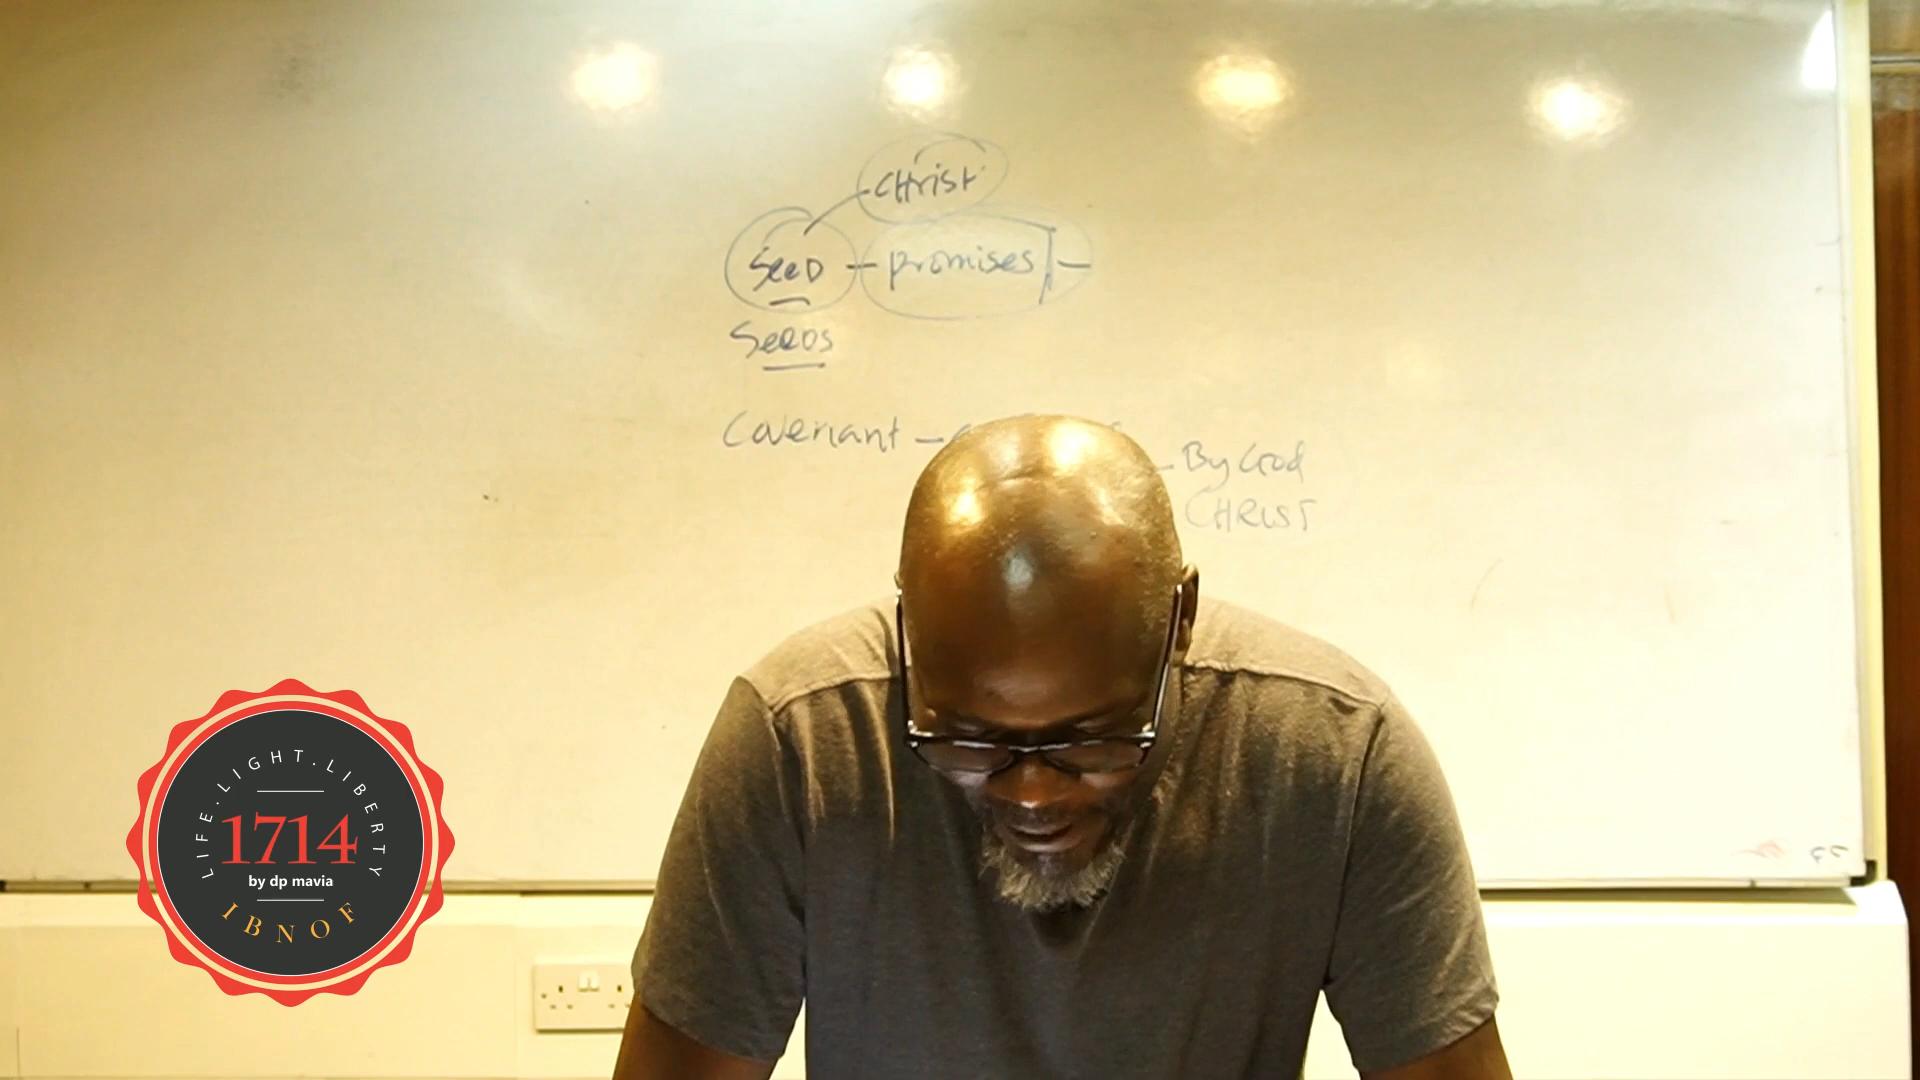 CHrist
SeeD — promises —
SeeDs
Covenant —
— By God
CHRIST
LIFE.LIGHT.LIBERTY
1714
by dp mavia
IBNOF